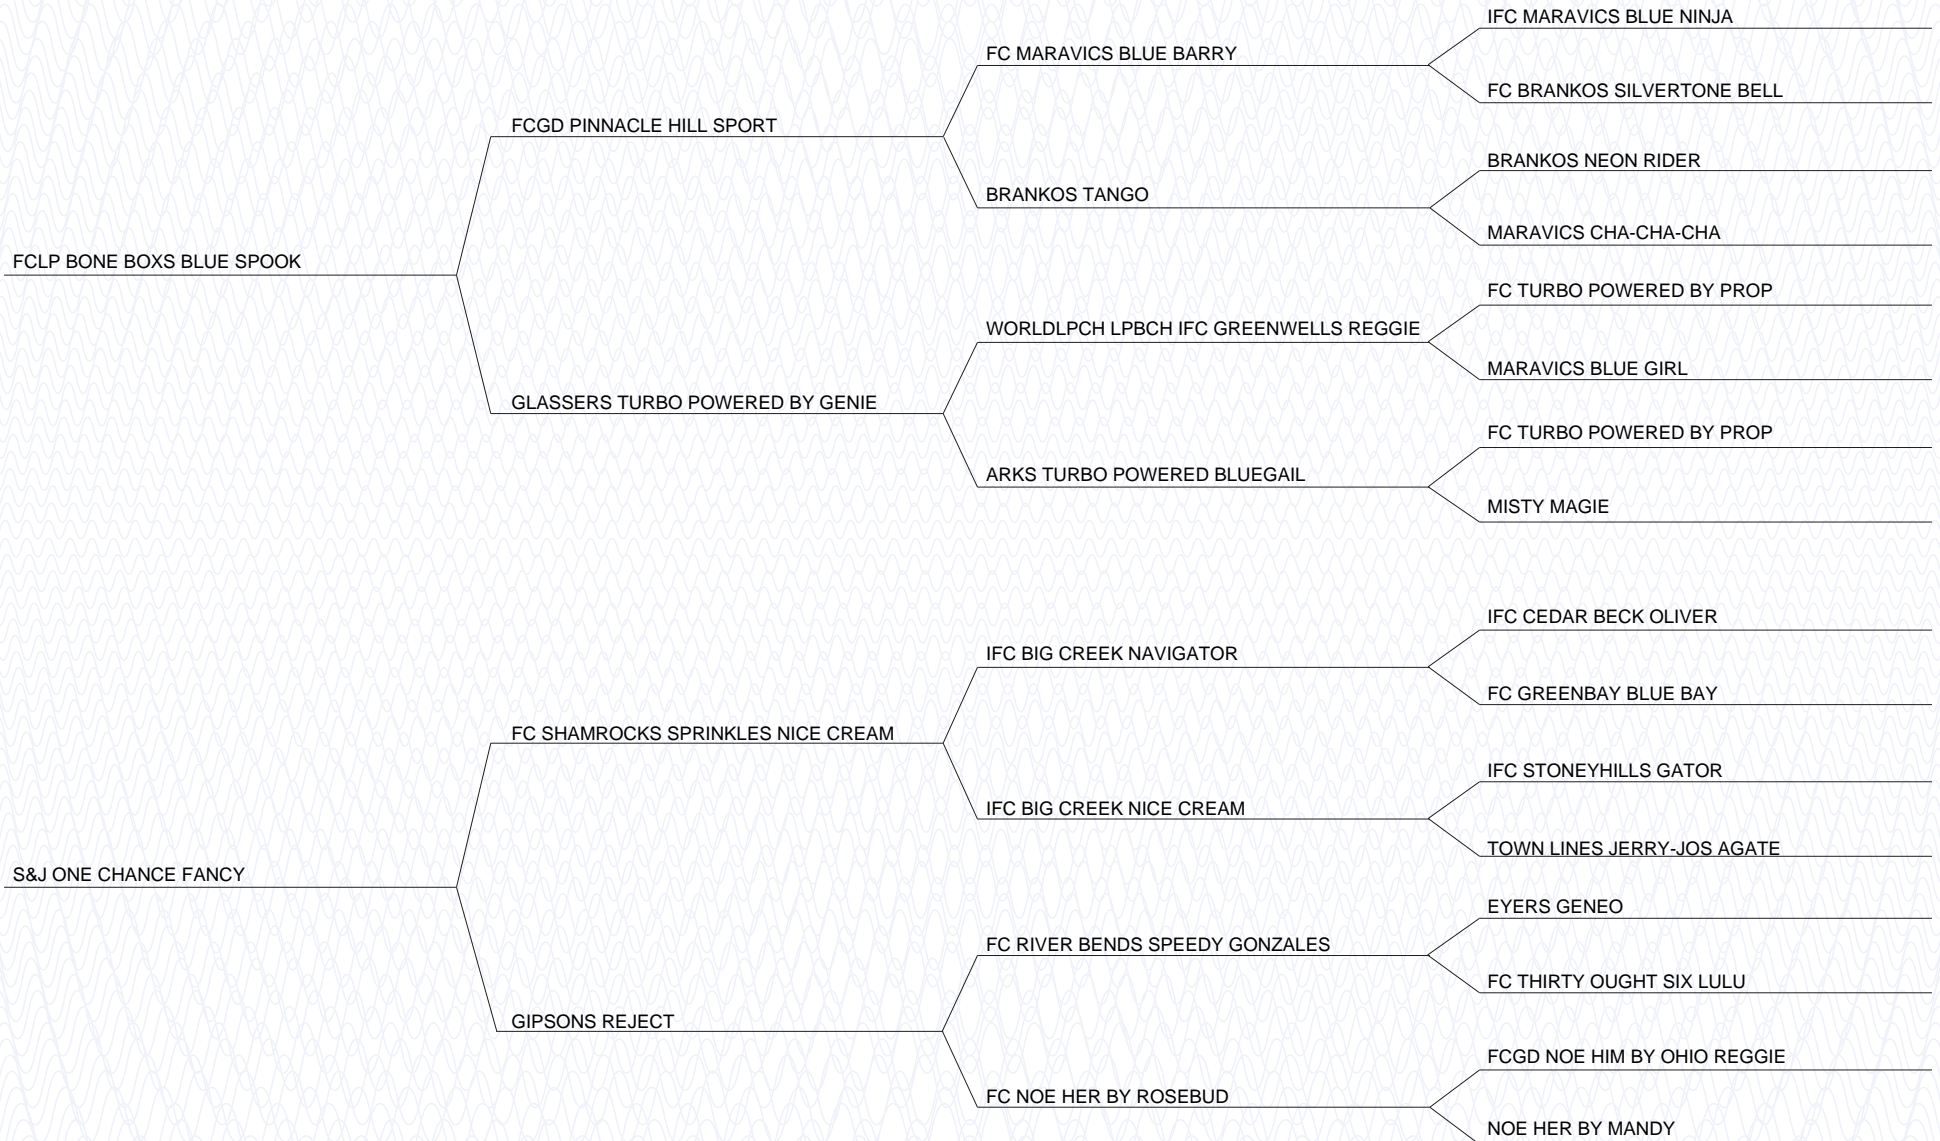 IFC MARAVICS BLUE NINJA
FC MARAVICS BLUE BARRY
FC BRANKOS SILVERTONE BELL
FCGD PINNACLE HILL SPORT
BRANKOS NEON RIDER
BRANKOS TANGO
MARAVICS CHA-CHA-CHA
FCLP BONE BOXS BLUE SPOOK
FC TURBO POWERED BY PROP
WORLDLPCH LPBCH IFC GREENWELLS REGGIE
MARAVICS BLUE GIRL
GLASSERS TURBO POWERED BY GENIE
FC TURBO POWERED BY PROP
ARKS TURBO POWERED BLUEGAIL
MISTY MAGIE
IFC CEDAR BECK OLIVER
IFC BIG CREEK NAVIGATOR
FC GREENBAY BLUE BAY
FC SHAMROCKS SPRINKLES NICE CREAM
IFC STONEYHILLS GATOR
IFC BIG CREEK NICE CREAM
TOWN LINES JERRY-JOS AGATE
S&J ONE CHANCE FANCY
EYERS GENEO
FC RIVER BENDS SPEEDY GONZALES
FC THIRTY OUGHT SIX LULU
GIPSONS REJECT
FCGD NOE HIM BY OHIO REGGIE
FC NOE HER BY ROSEBUD
NOE HER BY MANDY